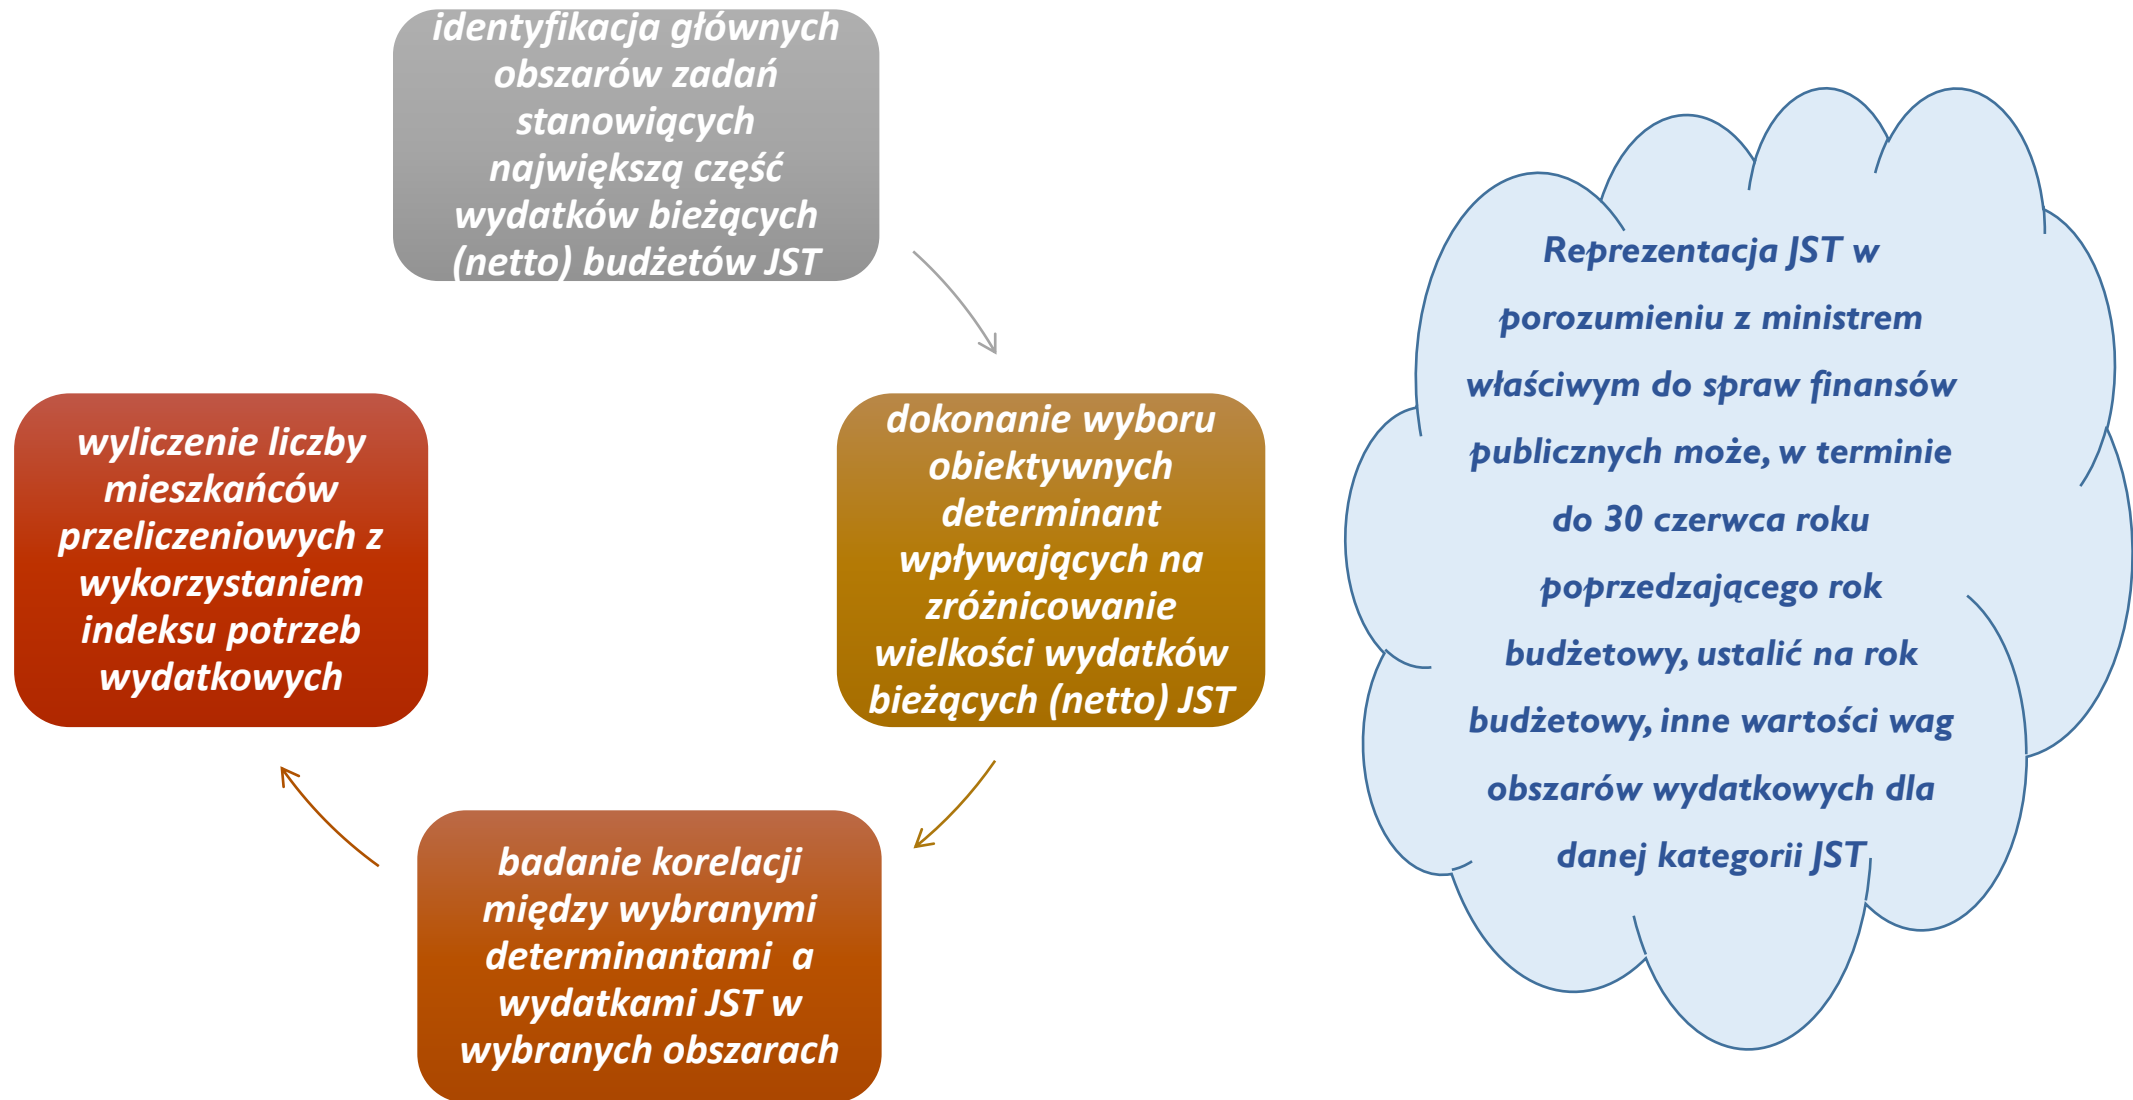 identyfikacja głównych
obszarów zadań
stanowiących
największą część
wydatków bieżących
(netto) budżetów JST
dokonanie wyboru
obiektywnych
determinant
wpływających na
zróżnicowanie
wielkości wydatków
bieżących (netto) JST
badanie korelacji
między wybranymi
determinantami a
wydatkami JST w
wybranych obszarach
wyliczenie liczby
mieszkańców
przeliczeniowych z
wykorzystaniem
indeksu potrzeb
wydatkowych
Reprezentacja JST w
porozumieniu z ministrem
właściwym do spraw finansów
publicznych może, w terminie
do 30 czerwca roku
poprzedzającego rok
budżetowy, ustalić na rok
budżetowy, inne wartości wag
obszarów wydatkowych dla
danej kategorii JST